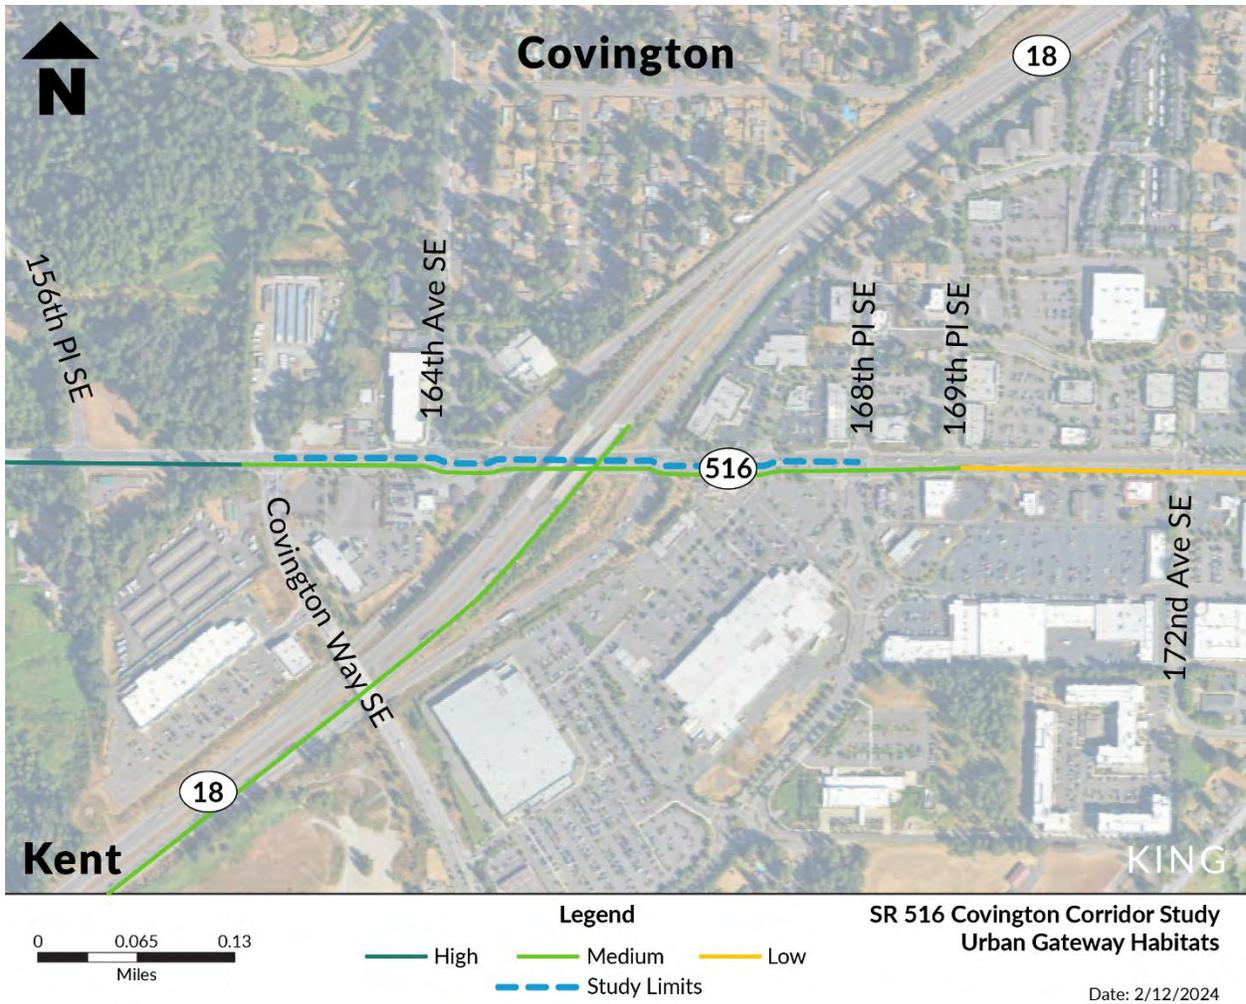 N
Covington
18
156th Pl SE
164th Ave SE
168th Pl SE
169th Pl SE
516
Covington Way SE
172nd Ave SE
18
Kent
KING
0 0.065 0.13
Miles
Legend
High Medium Low
Study Limits
SR 516 Covington Corridor Study
Urban Gateway Habitats
Date: 2/12/2024